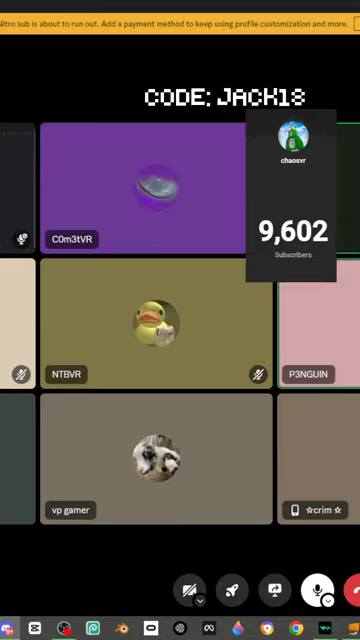 Nitro sub is about to run out. Add a payment method to keep using profile customization and more.
CODE: JACK18
chaosvr
9,602
Subscribers
C0m3tVR
NTBVR
P3NGUIN
vp gamer
☆crim☆